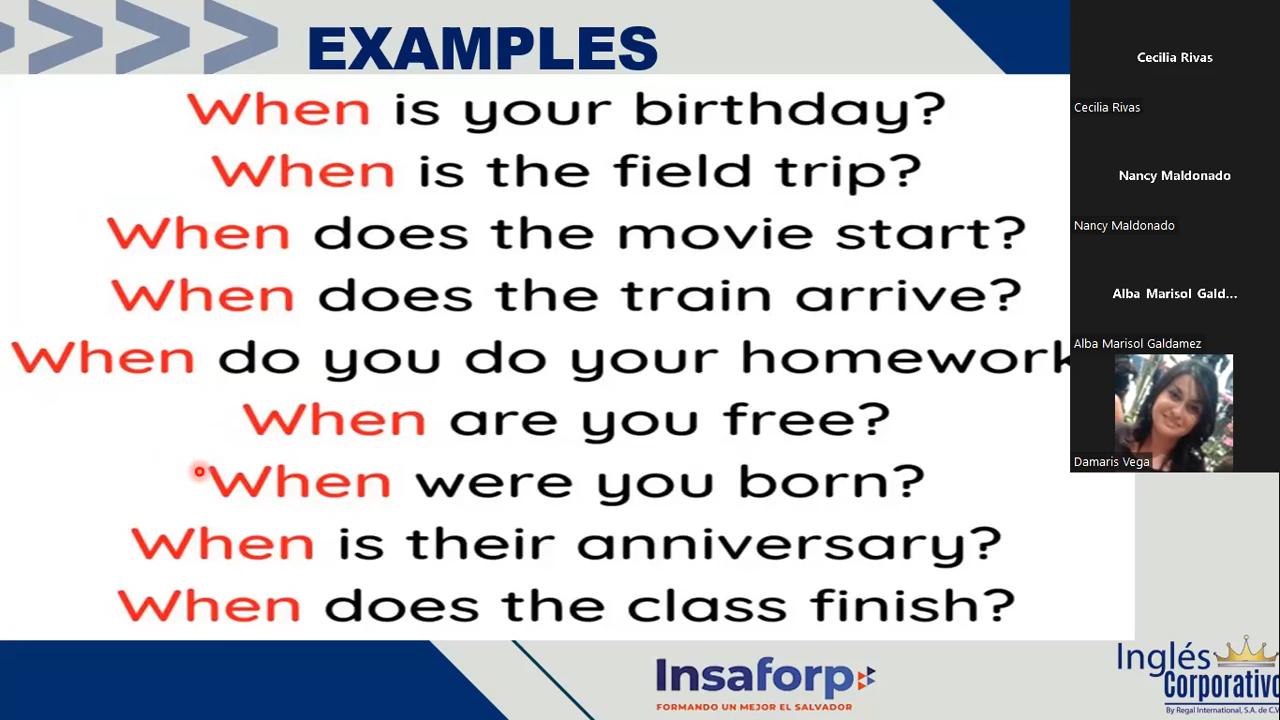 EXAMPLES
When is your birthday?
When is the field trip?
When does the movie start?
When does the train arrive?
When do you do your homework
When are you free?
When were you born?
When is their anniversary?
When does the class finish?
Cecilia Rivas
Cecilia Rivas
Nancy Maldonado
Nancy Maldonado
Alba Marisol Gald...
Alba Marisol Galdamez
Damaris Vega
Insaforp
FORMANDO UN MEJOR EL SALVADOR
Inglés
Corporativo
By Regal International, S.A. de C.V